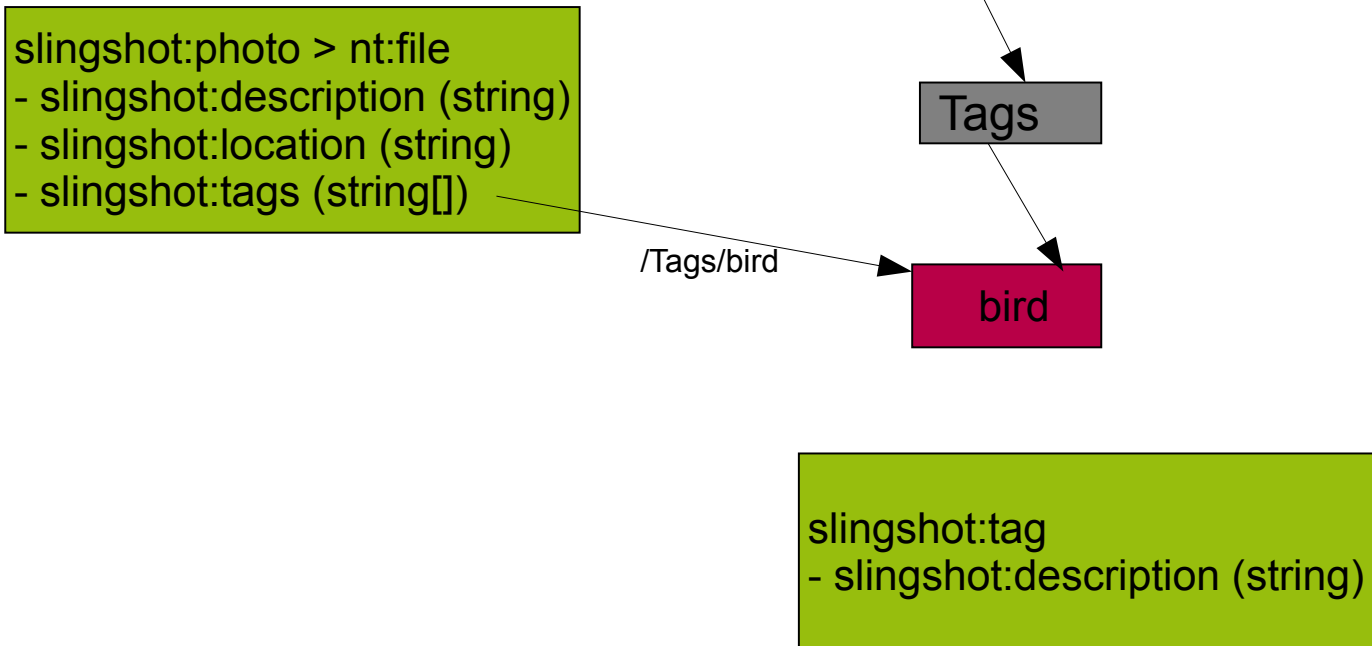 slingshot:photo > nt:file
- slingshot:description (string)
- slingshot:location (string)
- slingshot:tags (string[])
Tags
/Tags/bird
bird
slingshot:tag
- slingshot:description (string)